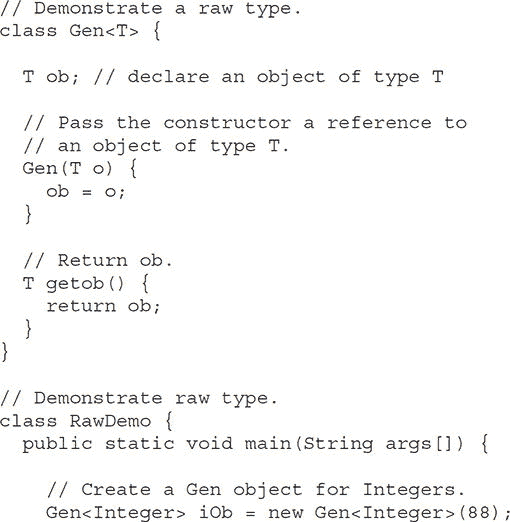 // Demonstrate a raw type.
class Gen<T> {
T ob; // declare an object of type T
// Pass the constructor a reference to
// an object of type T.
Gen(T o) {
ob = o;
}
// Return ob.
T getob() {
return ob;
}
}
// Demonstrate raw type.
class RawDemo {
public static void main(String args[]) {
// Create a Gen object for Integers.
Gen<Integer> iOb = new Gen<Integer>(88);